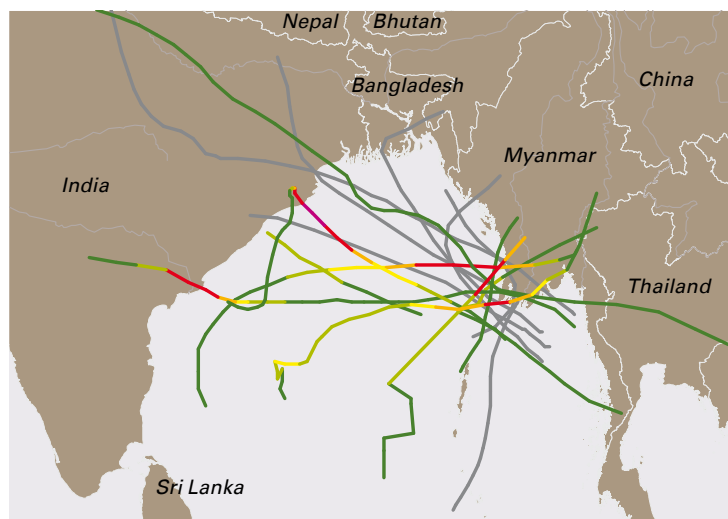 Nepal
Bhutan
Bangladesh
China
Myanmar
India
Thailand
Sri Lanka